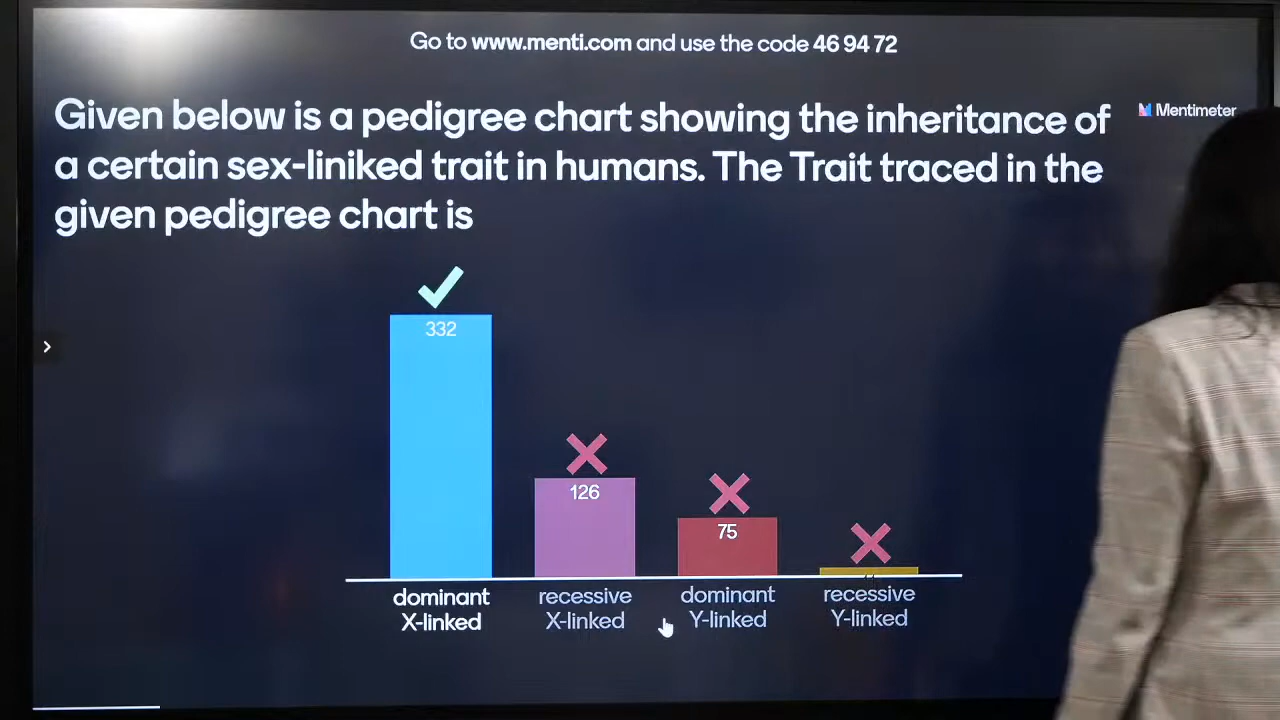 Go to www.menti.com and use the code 46 94 72
Given below is a pedigree chart showing the inheritance of
a certain sex-liniked trait in humans. The Trait traced in the
given pedigree chart is
Mentimeter
332
126
75
11
dominant
X-linked
recessive
X-linked
dominant
Y-linked
recessive
Y-linked